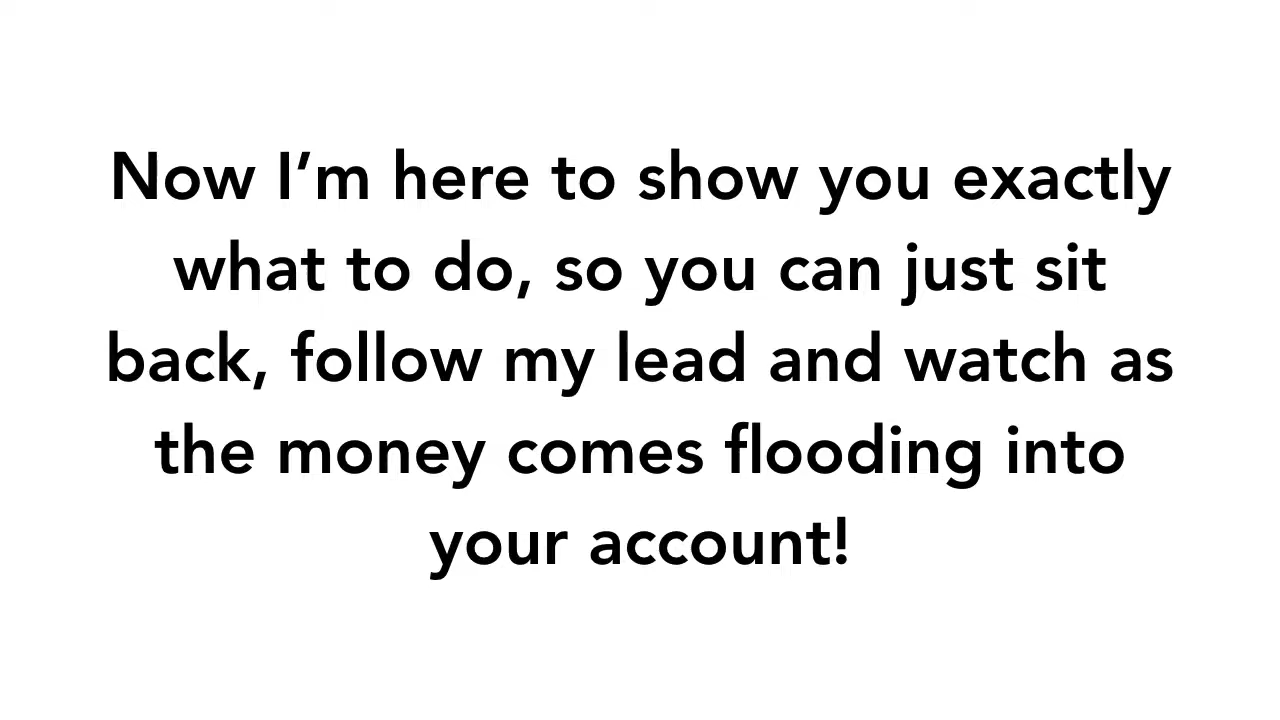 Now I’m here to show you exactly
what to do, so you can just sit
back, follow my lead and watch as
the money comes flooding into
your account!